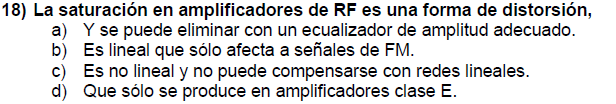 18) La saturación en amplificadores de RF es una forma de distorsión,
a) Y se puede eliminar con un ecualizador de amplitud adecuado.
b) Es lineal que sólo afecta a señales de FM.
c) Es no lineal y no puede compensarse con redes lineales.
d) Que sólo se produce en amplificadores clase E.